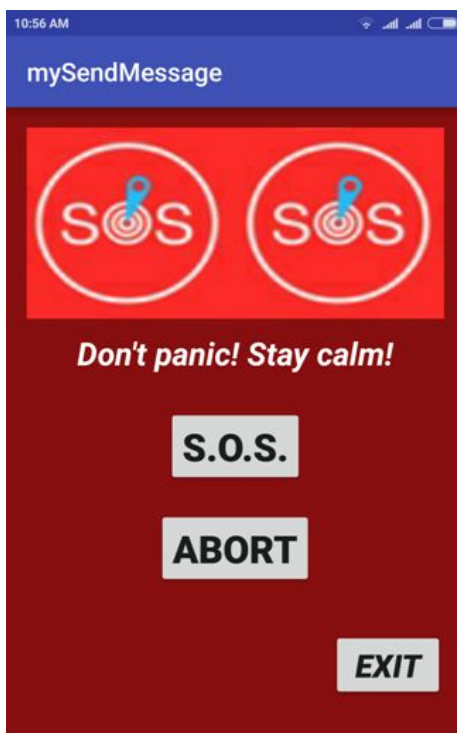 10:56 AM
mySendMessage
SOS SOS
Don't panic! Stay calm!
S.O.S.
ABORT
EXIT